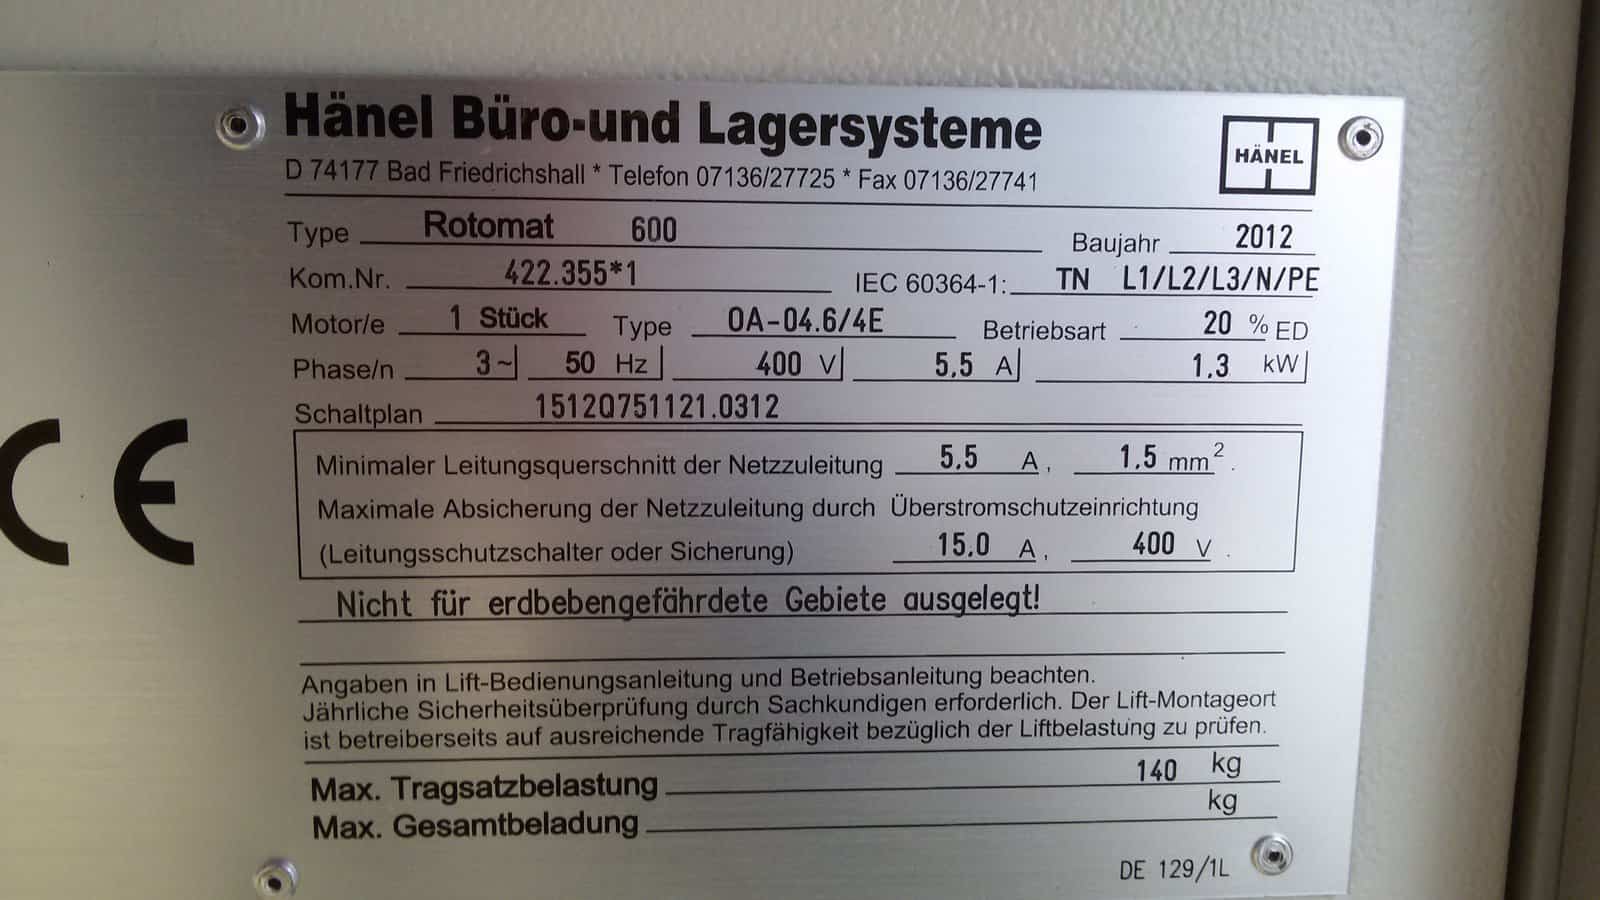 Hänel Büro-und Lagersysteme
D 74177 Bad Friedrichshall * Telefon 07136/27725 * Fax 07136/27741
HÄNEL
Type Rotomat 600 Baujahr 2012
Kom.Nr. 422.355*1 IEC 60364-1: TN L1/L2/L3/N/PE
Motor/e 1 Stück Type OA-04.6/4E Betriebsart 20 % ED
Phase/n 3~ 50 Hz 400 V 5.5 A 1.3 kW
Schaltplan 1512Q751121.0312
Minimaler Leitungsquerschnitt der Netzzuleitung 5.5 A, 1.5 mm².
Maximale Absicherung der Netzzuleitung durch Überstromschutzeinrichtung
(Leitungsschutzschalter oder Sicherung) 15.0 A, 400 V.
Nicht für erdbebengefährdete Gebiete ausgelegt!
Angaben in Lift-Bedienungsanleitung und Betriebsanleitung beachten.
Jährliche Sicherheitsüberprüfung durch Sachkundigen erforderlich. Der Lift-Montageort
ist betreiberseits auf ausreichende Tragfähigkeit bezüglich der Liftbelastung zu prüfen.
Max. Tragsatzbelastung 140 kg
Max. Gesamtbeladung kg
DE 129/1L
CE